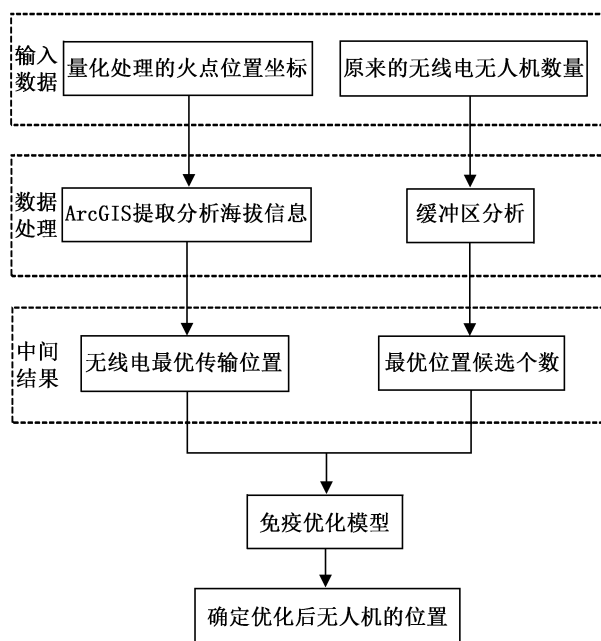 输入
数据
量化处理的火点位置坐标
原来的无线电无人机数量
数据
处理
ArcGIS提取分析海拔信息
缓冲区分析
中间
结果
无线电最优传输位置
最优位置候选个数
免疫优化模型
确定优化后无人机的位置